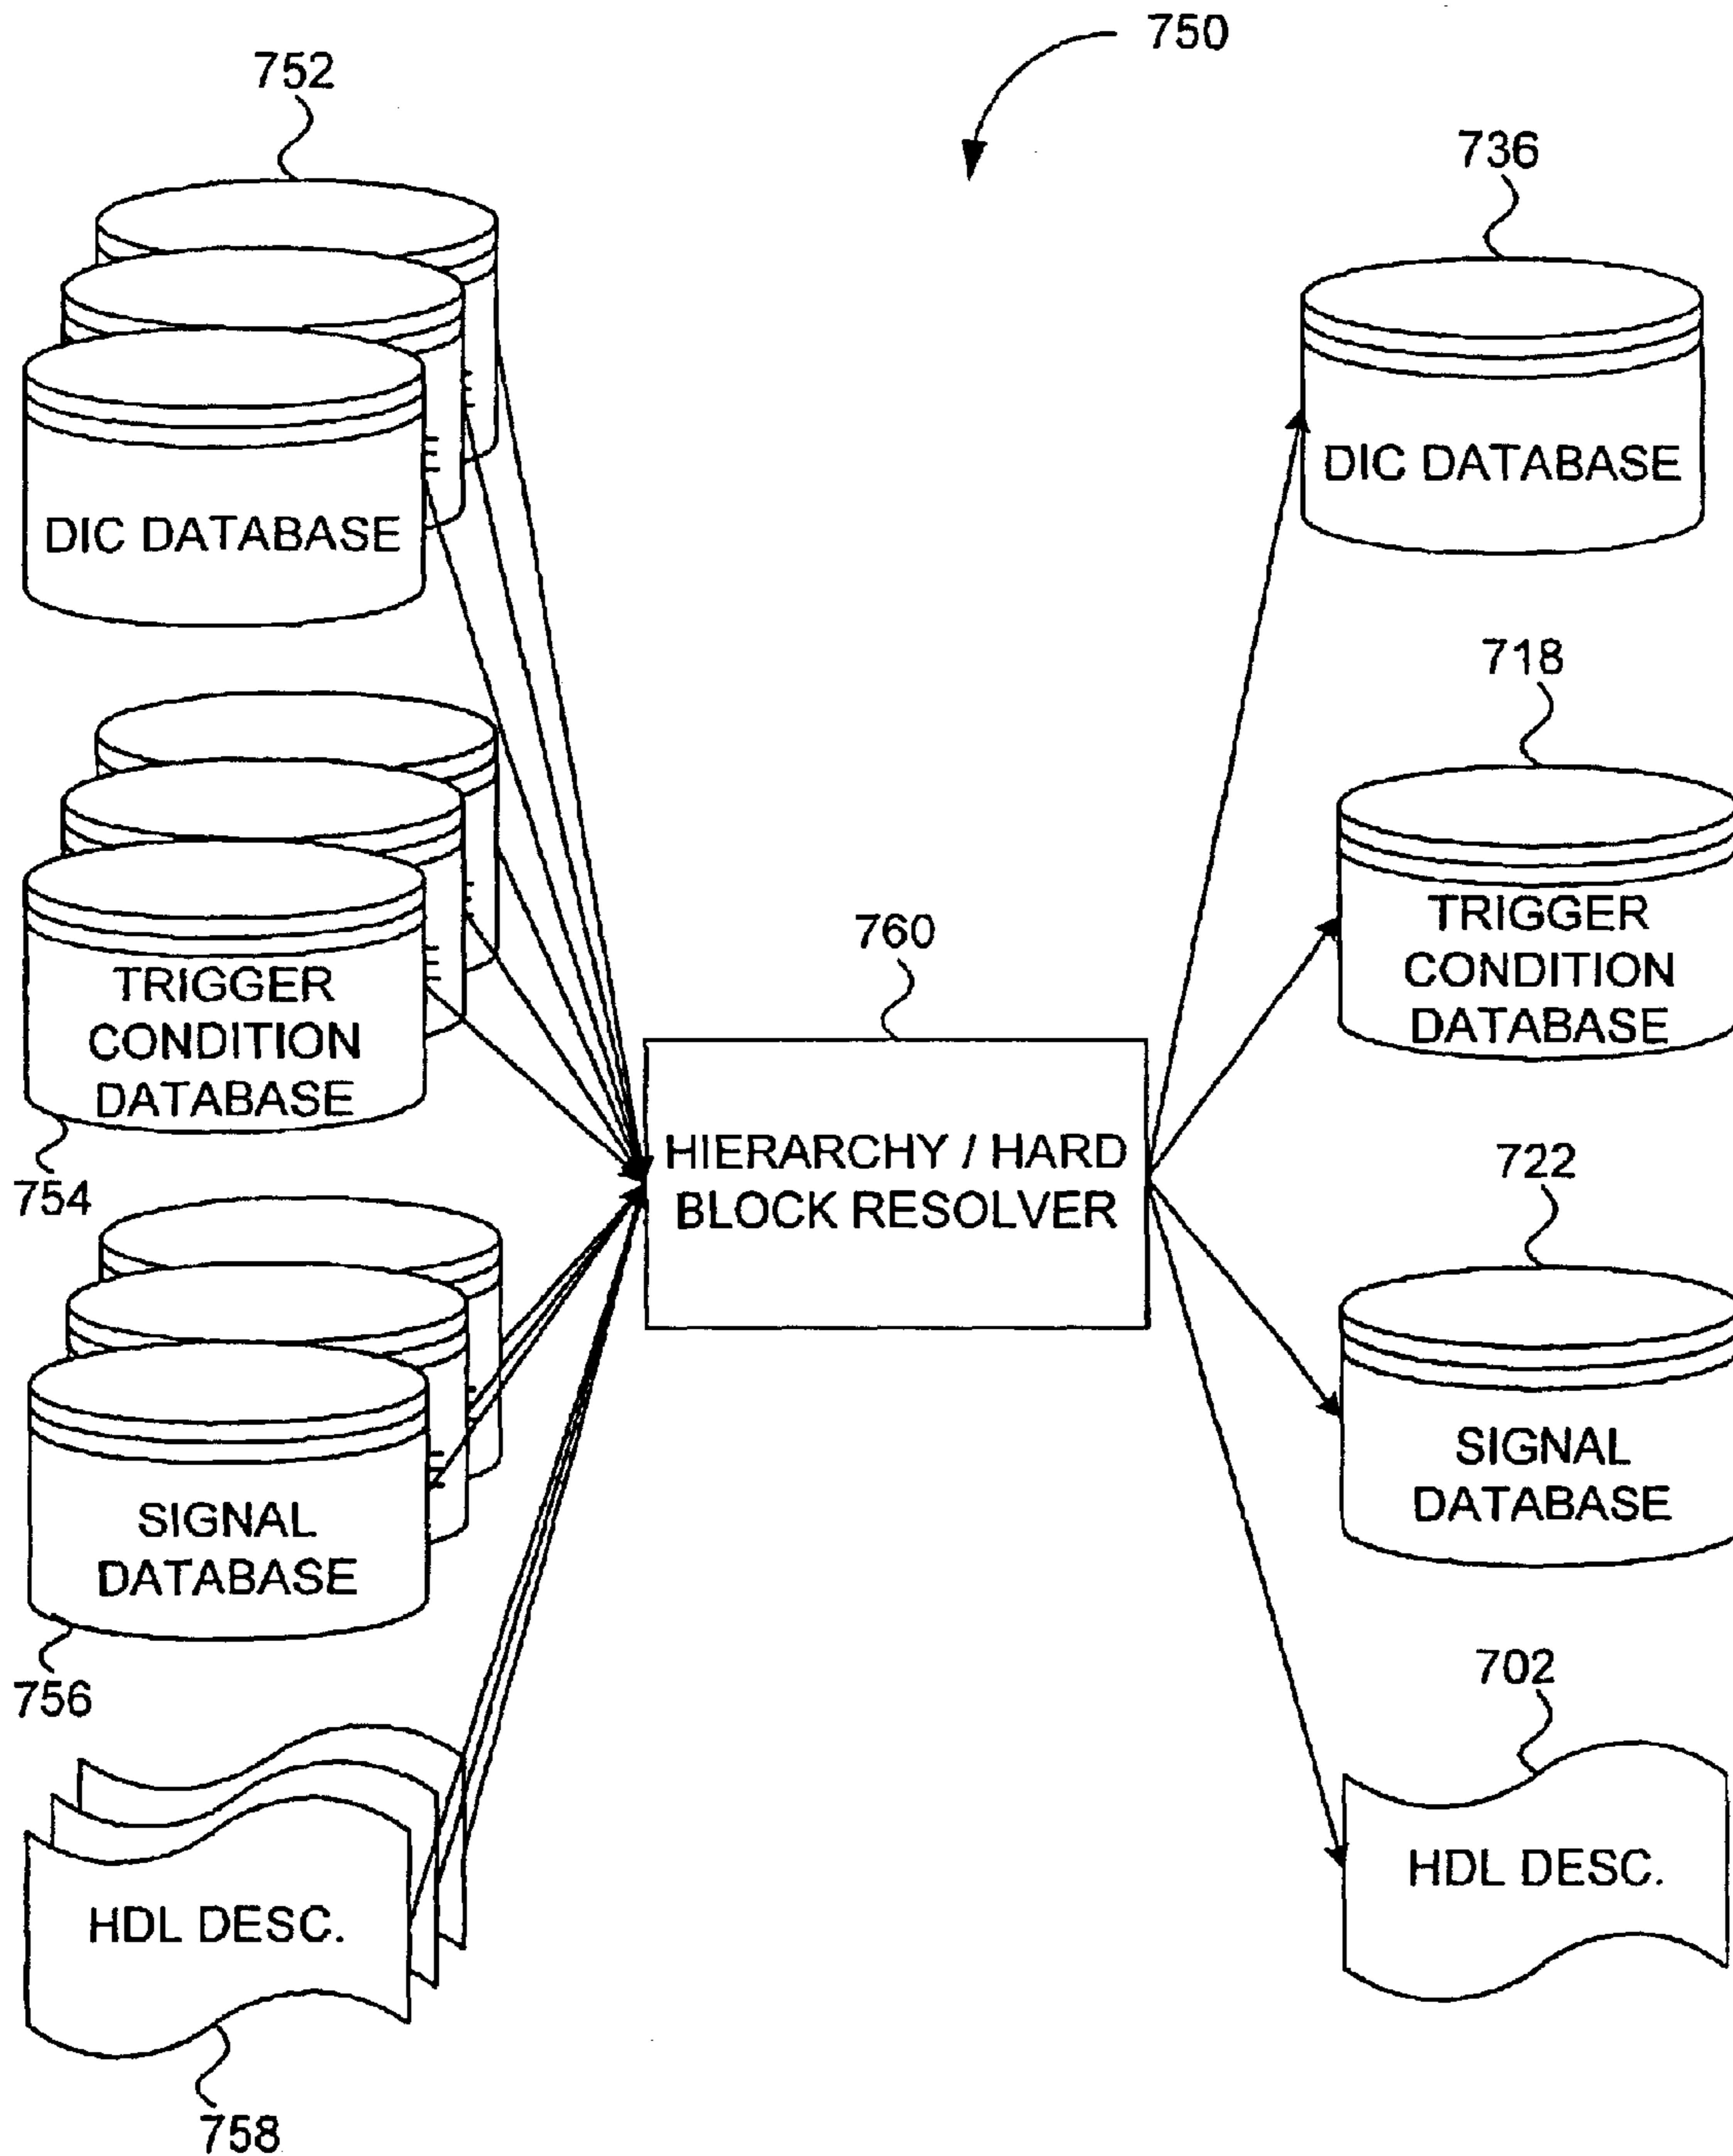 750
752
736
DIC DATABASE
DIC DATABASE
718
TRIGGER
CONDITION
DATABASE
760
TRIGGER
CONDITION
DATABASE
754
HIERARCHY / HARD
BLOCK RESOLVER
722
SIGNAL
DATABASE
SIGNAL
DATABASE
756
702
HDL DESC.
HDL DESC.
758